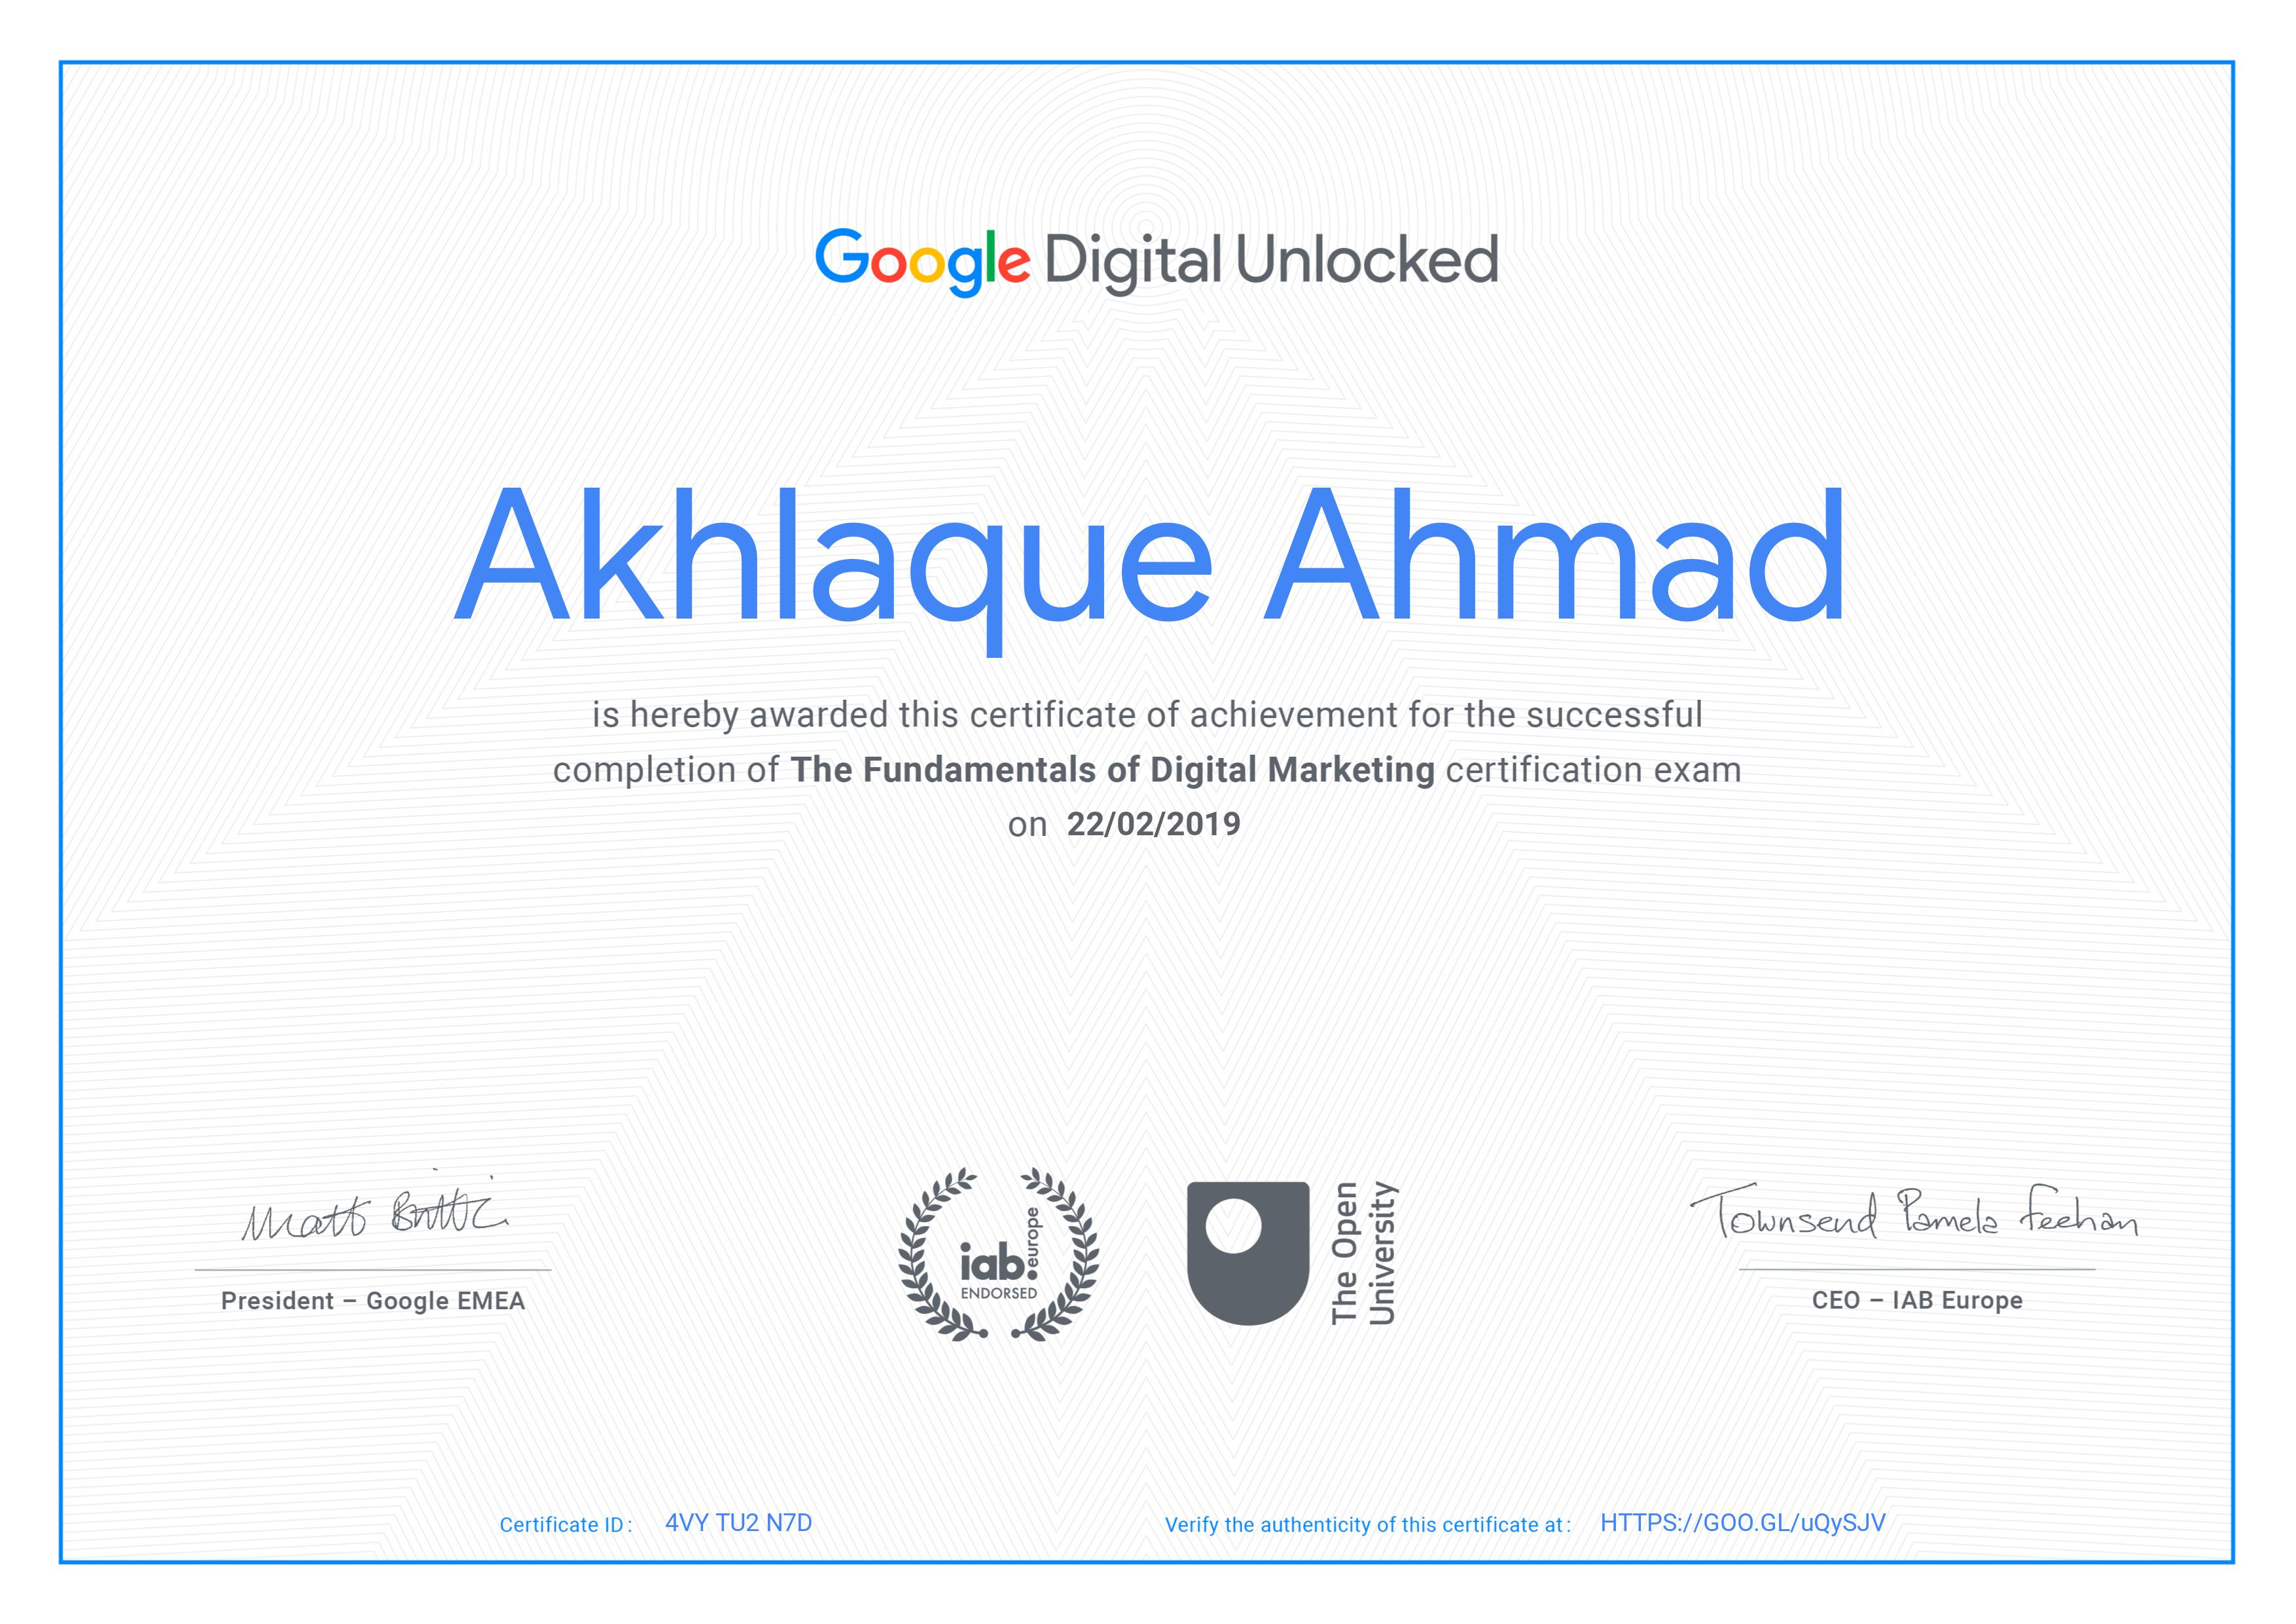 Google Digital Unlocked
Akhlaque Ahmad
is hereby awarded this certificate of achievement for the successful
completion of The Fundamentals of Digital Marketing certification exam
on 22/02/2019
Matt Brittin
President – Google EMEA
iab.europe
ENDORSED
The Open
University
Townsend Pamela Feehan
CEO – IAB Europe
Certificate ID : 4VY TU2 N7D
Verify the authenticity of this certificate at : HTTPS://GOO.GL/uQySJV